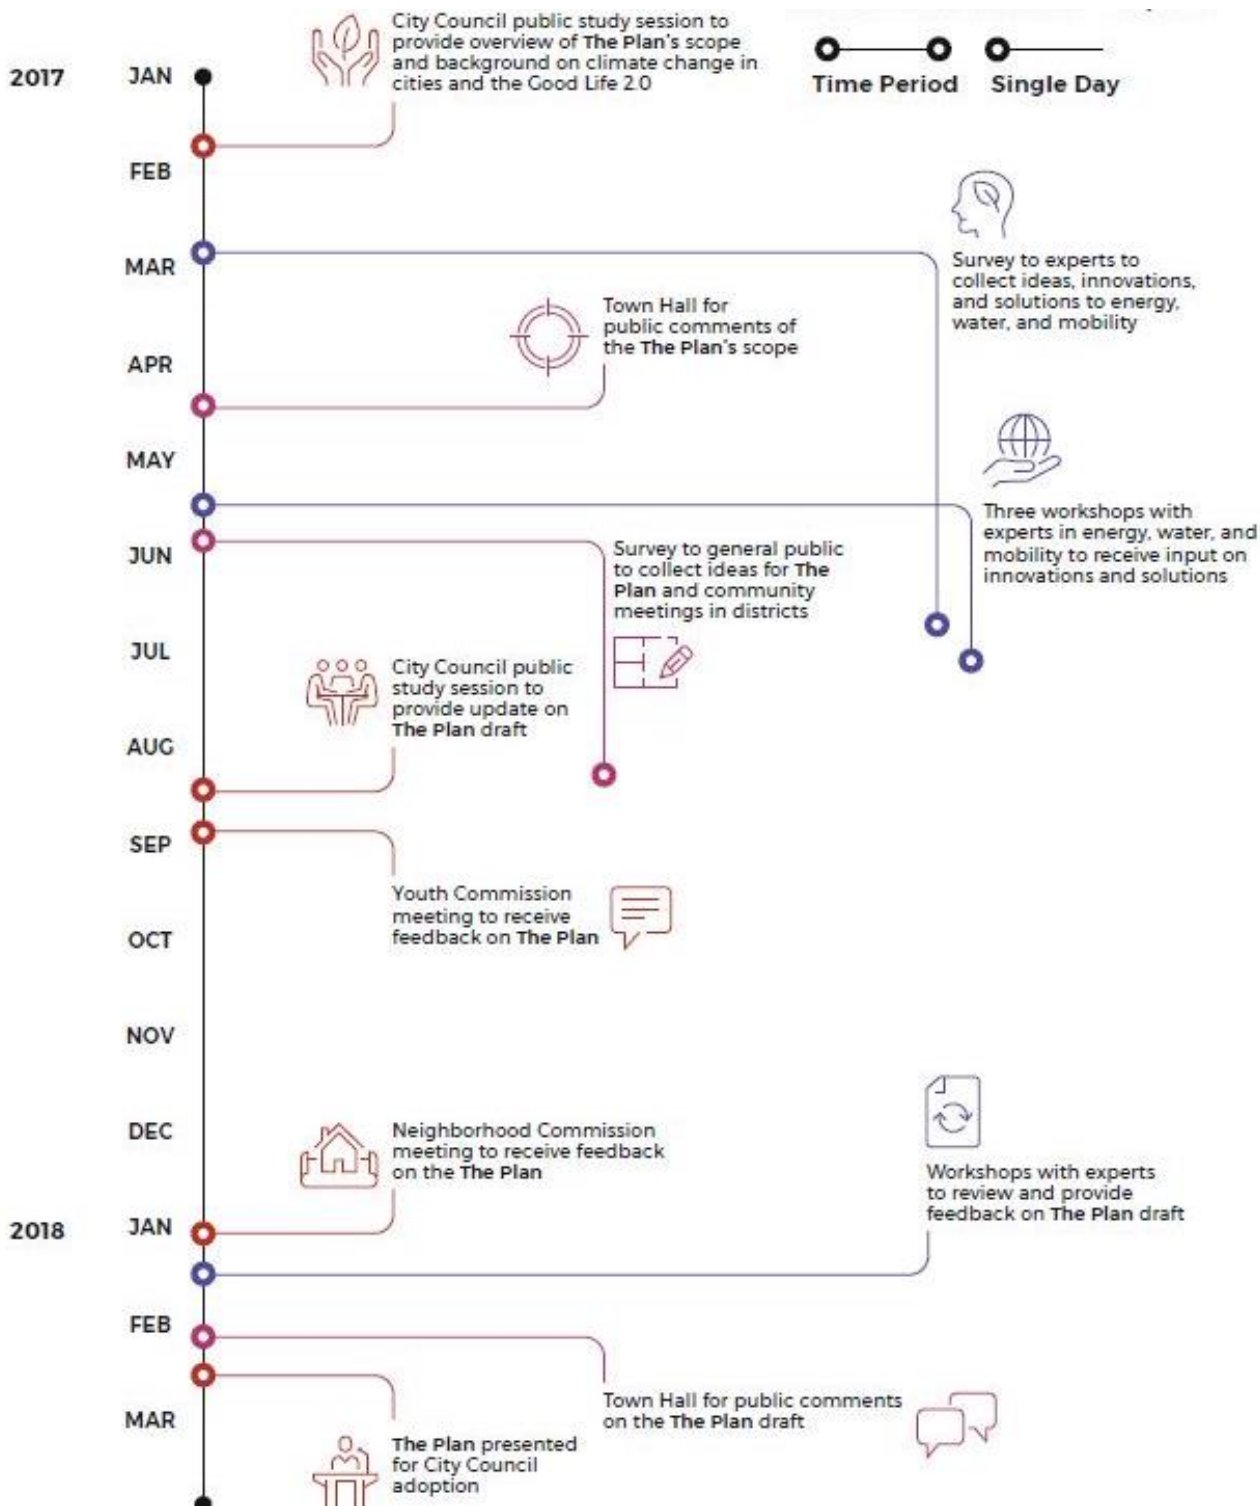 City Council public study session to
provide overview of The Plan's scope
and background on climate change in
cities and the Good Life 2.0
Time Period
Single Day
2017
JAN
FEB
MAR
Survey to experts to
collect ideas, innovations,
and solutions to energy,
water, and mobility
Town Hall for
public comments of
the The Plan's scope
APR
MAY
Three workshops with
experts in energy, water, and
mobility to receive input on
innovations and solutions
JUN
Survey to general public
to collect ideas for The
Plan and community
meetings in districts
JUL
City Council public
study session to
provide update on
The Plan draft
AUG
SEP
Youth Commission
meeting to receive
feedback on The Plan
OCT
NOV
DEC
Neighborhood Commission
meeting to receive feedback
on the The Plan
Workshops with experts
to review and provide
feedback on The Plan draft
2018
JAN
FEB
Town Hall for public comments
on the The Plan draft
MAR
The Plan presented
for City Council
adoption